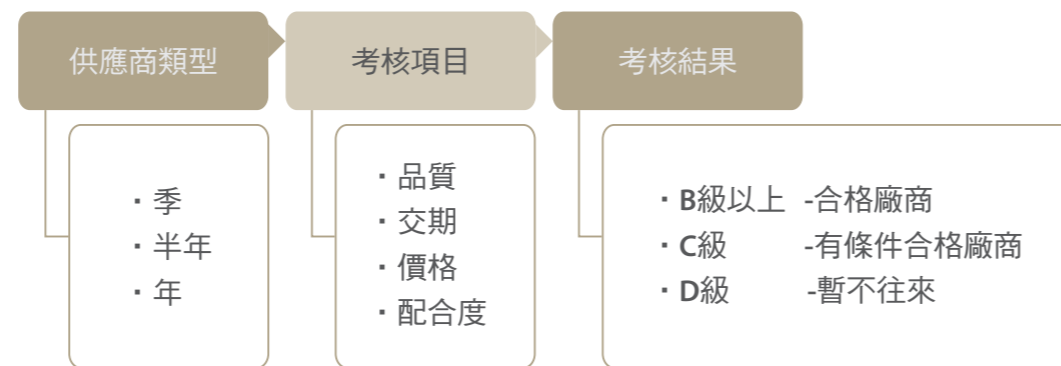 供應商類型
考核項目
考核結果
・季
・半年
・年
・品質
・交期
・價格
・配合度
・B級以上 -合格廠商
・C級 -有條件合格廠商
・D級 -暫不往來